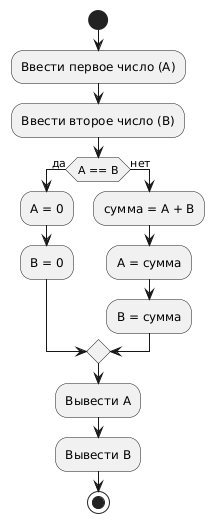 Ввести первое число (A)
Ввести второе число (B)
да
A == B
нет
A = 0
B = 0
сумма = A + B
A = сумма
B = сумма
Вывести A
Вывести B